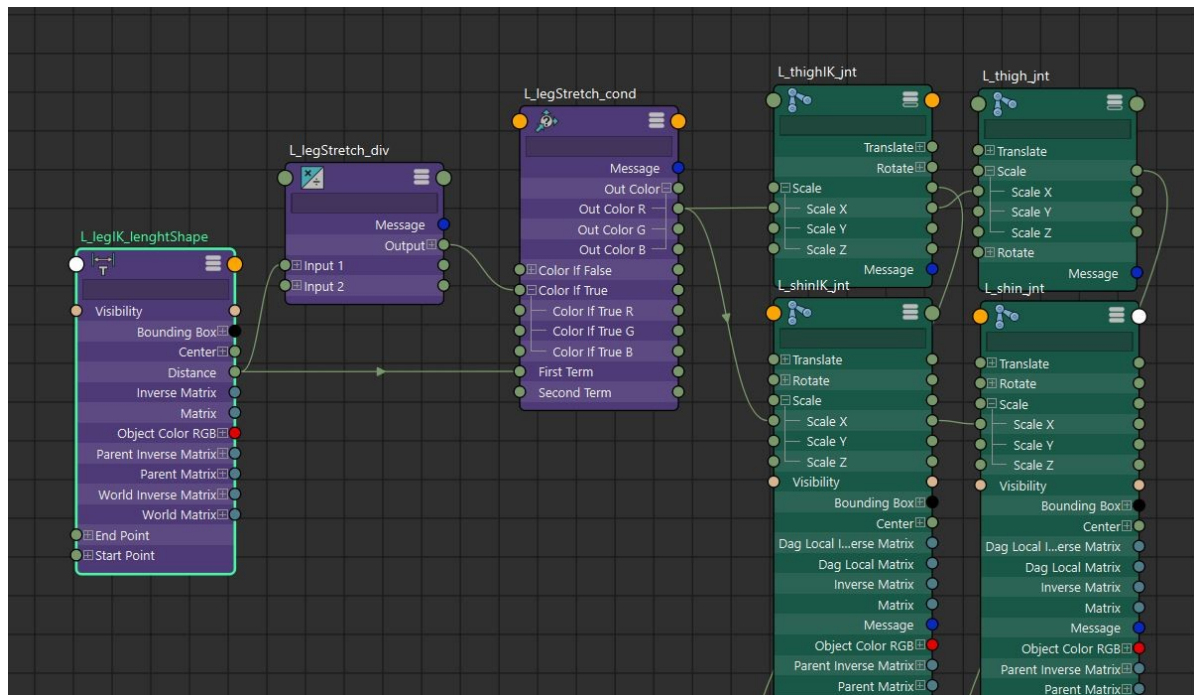 L_legIK_lenghtShape
Visibility
Bounding Box
Center
Distance
Inverse Matrix
Matrix
Object Color RGB
Parent Inverse Matrix
Parent Matrix
World Inverse Matrix
World Matrix
End Point
Start Point
L_legStretch_div
Message
Output
Input 1
Input 2
L_legStretch_cond
Message
Out Color
Out Color R
Out Color G
Out Color B
Color If False
Color If True
Color If True R
Color If True G
Color If True B
First Term
Second Term
L_thighIK_jnt
Translate
Rotate
Scale
Scale X
Scale Y
Scale Z
Message
L_shinIK_jnt
Translate
Rotate
Scale
Scale X
Scale Y
Scale Z
Visibility
Bounding Box
Center
Dag Local I...erse Matrix
Dag Local Matrix
Inverse Matrix
Matrix
Message
Object Color RGB
Parent Inverse Matrix
Parent Matrix
L_thigh_jnt
Translate
Scale
Scale X
Scale Y
Scale Z
Rotate
Message
L_shin_jnt
Translate
Rotate
Scale
Scale X
Scale Y
Scale Z
Visibility
Bounding Box
Center
Dag Local I...erse Matrix
Dag Local Matrix
Inverse Matrix
Matrix
Message
Object Color RGB
Parent Inverse Matrix
Parent Matrix